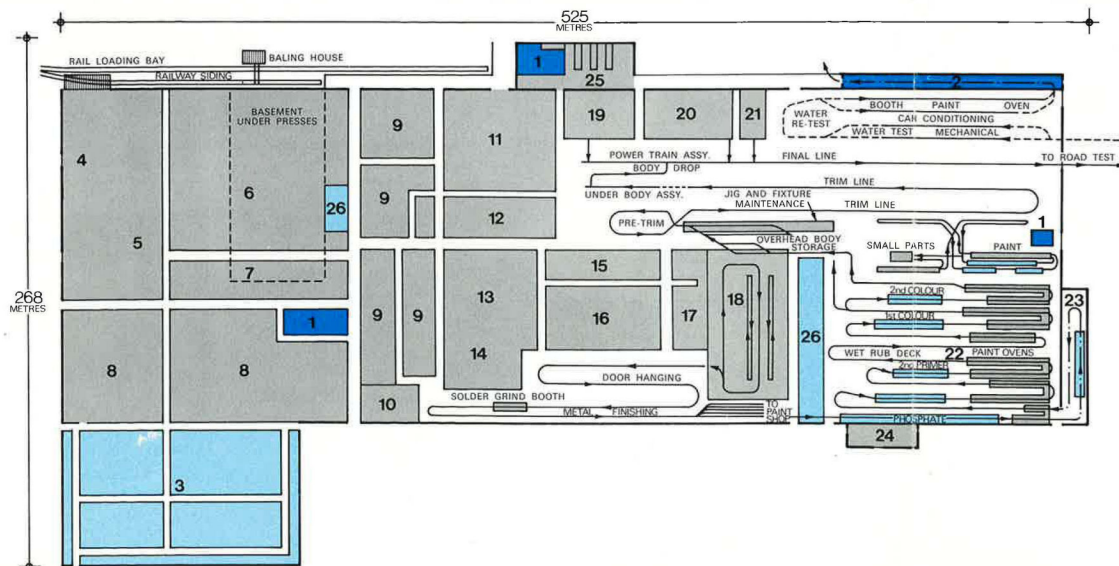 525
METRES
RAIL LOADING BAY
BALING HOUSE
RAILWAY SIDING
1
25
2
BASEMENT
UNDER PRESSES
BOOTH PAINT OVEN
WATER
RE-TEST
CAR CONDITIONING
WATER TEST MECHANICAL
4
9
11
19
20
21
POWER TRAIN ASSY.
FINAL LINE
TO ROAD TEST
BODY DROP
UNDER BODY ASSY.
TRIM LINE
6
26
9
JIG AND FIXTURE
MAINTENANCE
TRIM LINE
12
PRE-TRIM
1
5
OVERHEAD BODY
STORAGE
SMALL PARTS
PAINT
7
13
15
18
2nd COLOUR
23
268
METRES
1
9
9
16
17
26
1st COLOUR
14
WET RUB DECK
22
PAINT OVENS
8
8
DOOR HANGING
2nd PRIMER
SOLDER GRIND BOOTH
10
METAL FINISHING
TO
PAINT
SHOP
PHOSPHATE
24
3